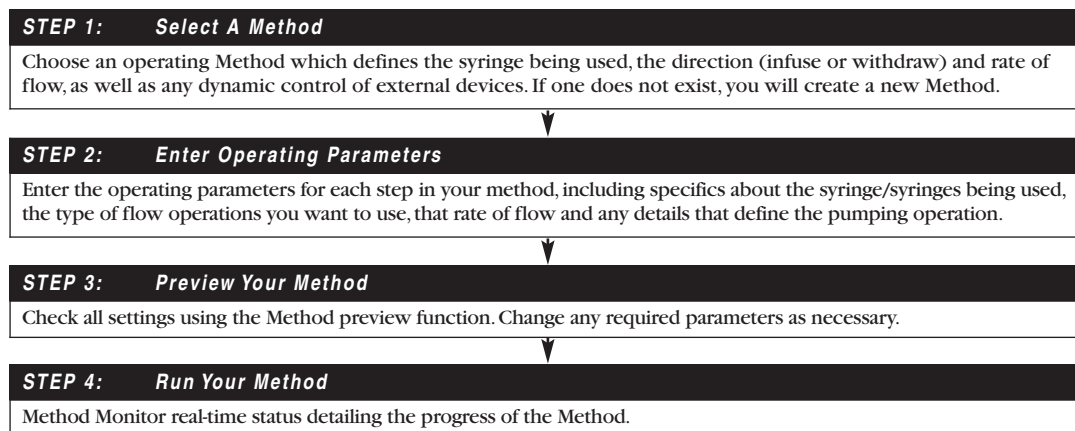 STEP 1: Select A Method
Choose an operating Method which defines the syringe being used, the direction (infuse or withdraw) and rate of
flow, as well as any dynamic control of external devices. If one does not exist, you will create a new Method.
STEP 2: Enter Operating Parameters
Enter the operating parameters for each step in your method, including specifics about the syringe/syringes being used,
the type of flow operations you want to use, that rate of flow and any details that define the pumping operation.
STEP 3: Preview Your Method
Check all settings using the Method preview function. Change any required parameters as necessary.
STEP 4: Run Your Method
Method Monitor real-time status detailing the progress of the Method.